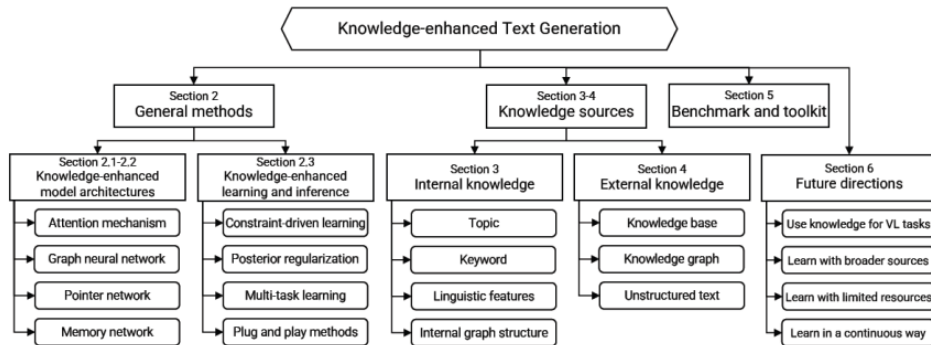 Knowledge-enhanced Text Generation
Section 2
General methods
Section 3-4
Knowledge sources
Section 5
Benchmark and toolkit
Section 2.1-2.2
Knowledge-enhanced
model architectures
Attention mechanism
Graph neural network
Pointer network
Memory network
Section 2.3
Knowledge-enhanced
learning and inference
Constraint-driven learning
Posterior regularization
Multi-task learning
Plug and play methods
Section 3
Internal knowledge
Topic
Keyword
Linguistic features
Internal graph structure
Section 4
External knowledge
Knowledge base
Knowledge graph
Unstructured text
Section 6
Future directions
Use knowledge for VL tasks
Learn with broader sources
Learn with limited resources
Learn in a continuous way